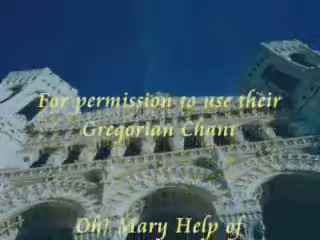 For permission to use their
Gregorian Chant
Oh! Mary Help of